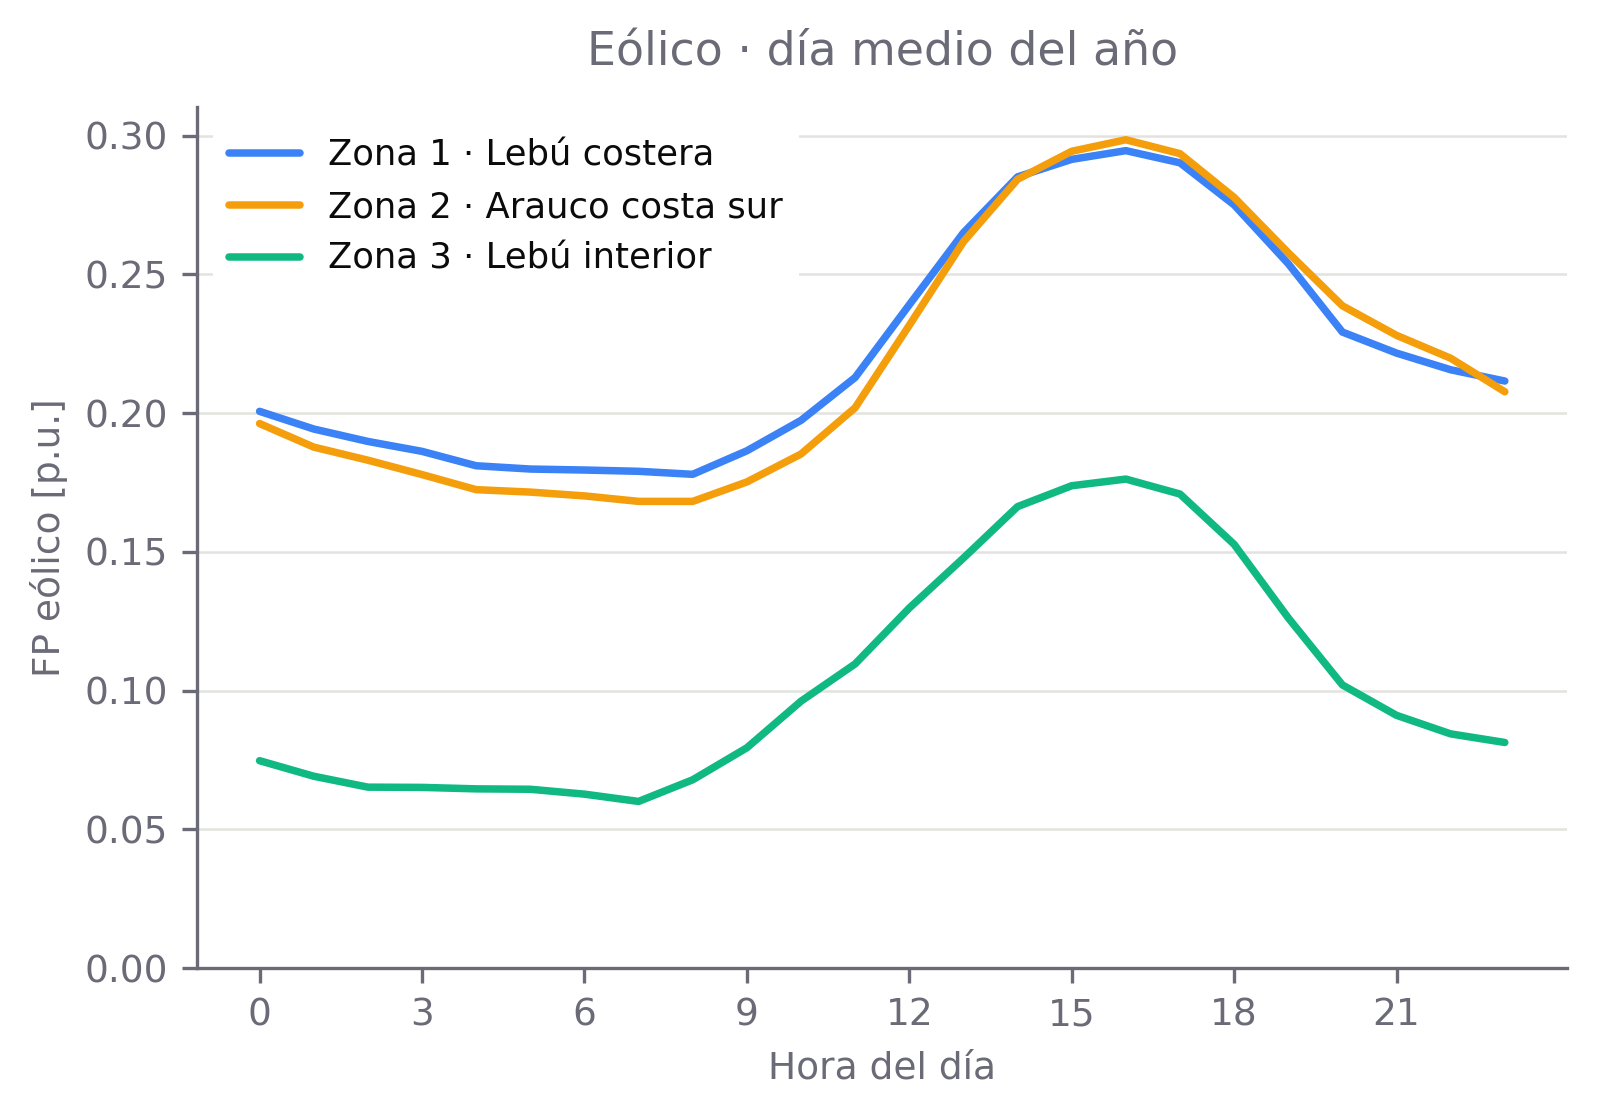 Eólico · día medio del año
Zona 1 · Lebú costera
Zona 2 · Arauco costa sur
Zona 3 · Lebú interior
FP eólico [p.u.]
0.30
0.25
0.20
0.15
0.10
0.05
0.00
0 3 6 9 12 15 18 21
Hora del día